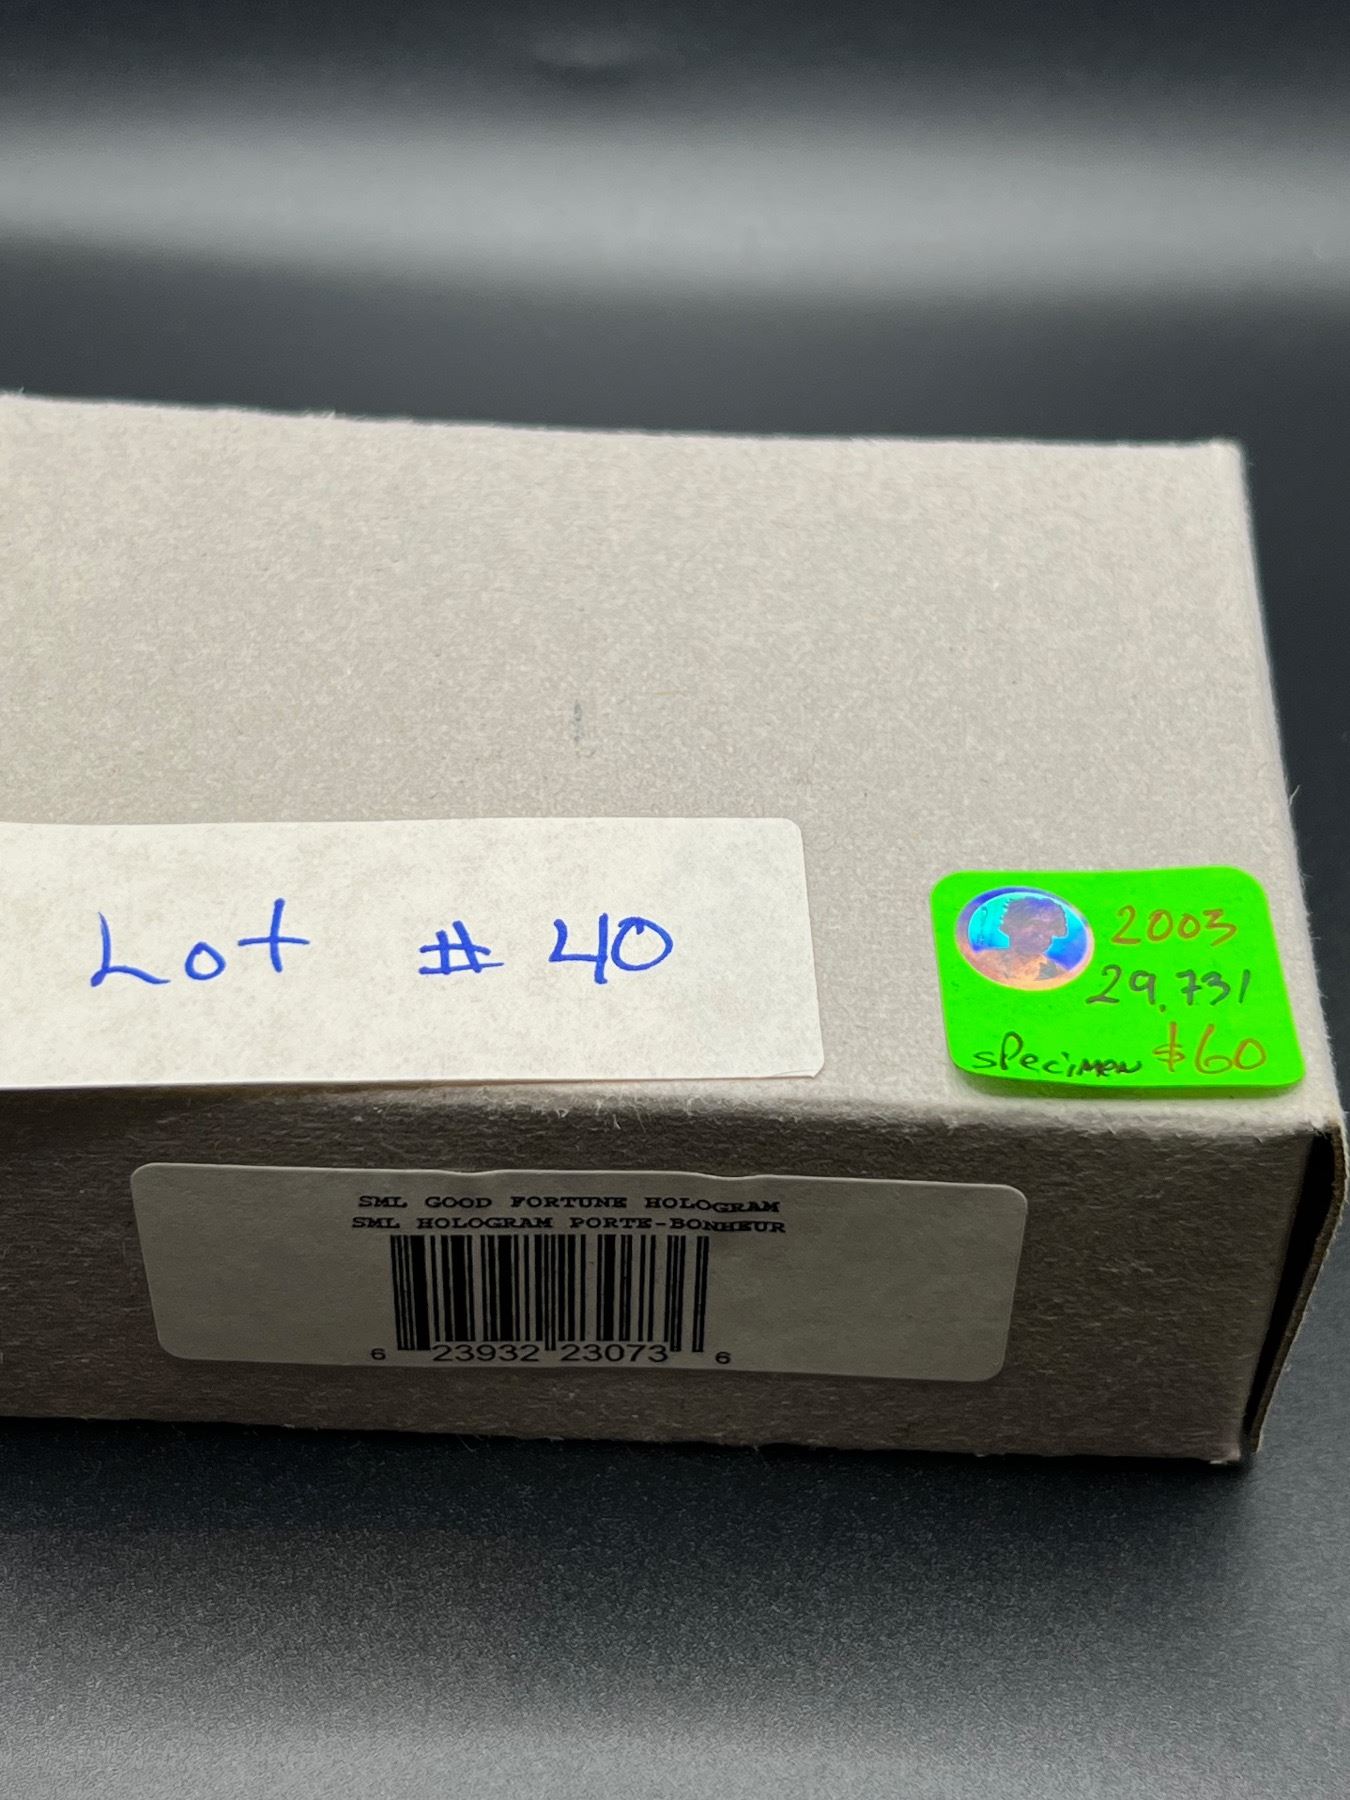 Lot # 40
2003
29,731
specimen $60
SML GOOD FORTUNE HOLOGRAM
SML HOLOGRAM PORTE-BONHEUR
6 23932 23073 6